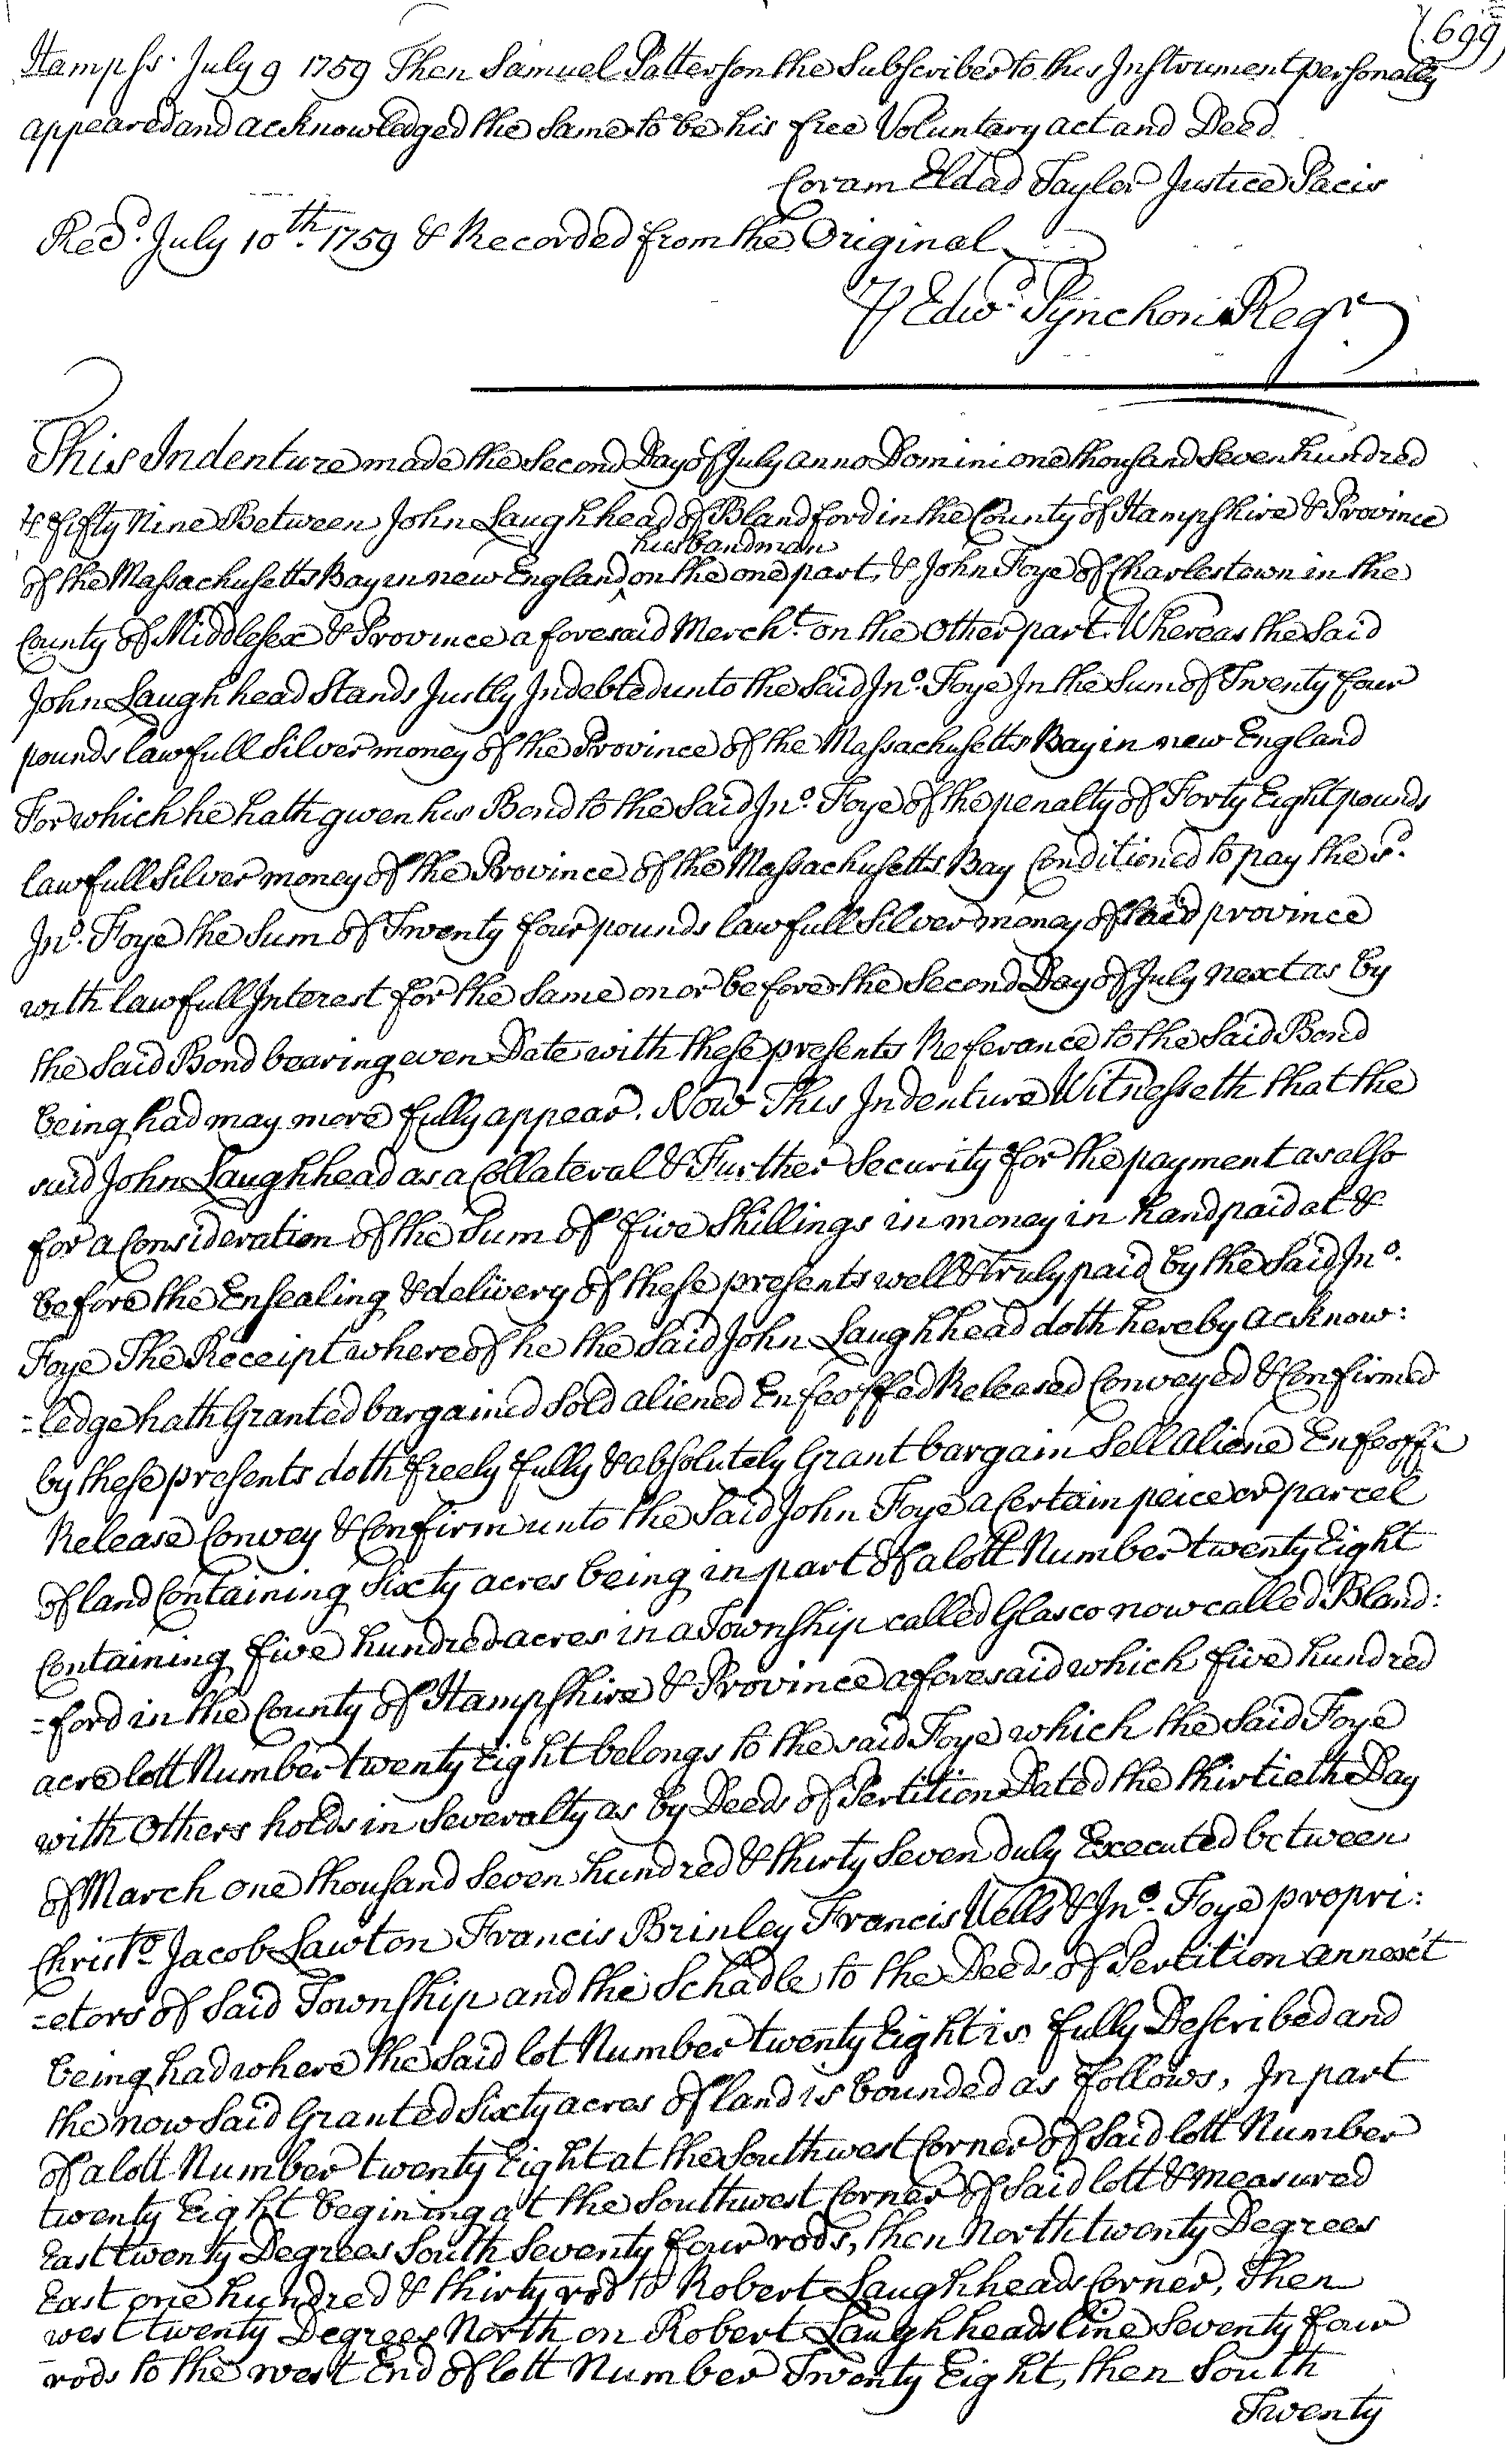 (699
Hampshr. July 9 1759 Then Samuel Patterson the Subscriber to this Instrument personally
appeared and acknowledged the same to be his free Voluntary act and Deed
Coram Eldad Taylor Justice Pacis
Recd. July 10th. 1759 & Recorded from the Original
℔ Edwd. Pynchon Regr.
This Indenture made the Second Day of July anno Domini one thousand Seven hundred
& fifty Nine Between John Laughhead of Blandford in the County of Hampshire & Province
husbandman
of the Massachusetts Bay in new England ‸ on the one part, & John Foye of Charlestown in the
County of Middlesex & Province aforesaid Mercht. on the Other part. Whereas the Said
John Laughhead Stands Justly Indebted unto the Said Jno. Foye In the Sum of Twenty four
pounds lawfull Silver money of the Province of the Massachusetts Bay in new England
For which he hath given his Bond to the Said Jno. Foye of the penalty of Forty Eight pounds
lawfull Silver money of the Province of the Massachusetts Bay Conditioned to pay the sd.
Jno. Foye the Sum of Twenty four pounds lawfull Silver money of said province
with lawfull Interest for the Same on or before the Second Day of July next as by
the Said Bond bearing even Date with these presents Referance to the Said Bond
being had may more fully appear. Now This Indenture Witnesseth that the
said John Laughhead as a Collateral & Further Security for the payment as also
for a Consideration of the Sum of five Shillings in money in hand paid at &
before the Ensealing & delivery of these presents well & truly paid by the Said Jno.
Foye The Receipt whereof he the Said John Laughhead doth hereby acknow:
=ledge hath Granted bargained Sold aliened Enfeoffed Released Conveyed & Confirmed
by these presents doth freely fully & absolutely Grant bargain Sell Aliene Enfeoffe
Release Convey & Confirm unto the Said John Foye a Certain peice or parcel
of land Containing Sixty acres being in part of a lott Number twenty Eight
Containing five hundred acres in a Township called Glasco now called Bland:
=ford in the County of Hampshire & Province aforesaid which five hundred
acre lott Number twenty Eight belongs to the said Foye which the Said Foye
with Others holds in Severalty as by Deeds of Pertition Dated the thirtieth Day
of March one thousand Seven hundred & thirty Seven duly Executed between
Christo. Jacob Lawton Francis Brinley Francis Wells & Jno. Foye propri:
=etors of Said Township and the Schadle to the Deeds of Pertition annex't
being had where the Said lot Number twenty Eight is fully Described and
the now Said Granted Sixty acres of land is bounded as follows, In part
of a lott Number twenty Eight at the Southwest Corner of Said lott Number
twenty Eight begining at the Southwest Corner of Said lott & measured
East twenty Degrees South Seventy four rods, then North twenty Degrees
East one hundred & thirty rod to Robert Laughheads Corner, Then
west twenty Degrees North on Robert Laughheads line Seventy four
rods to the west End of lott Number Twenty Eight, then South
Twenty